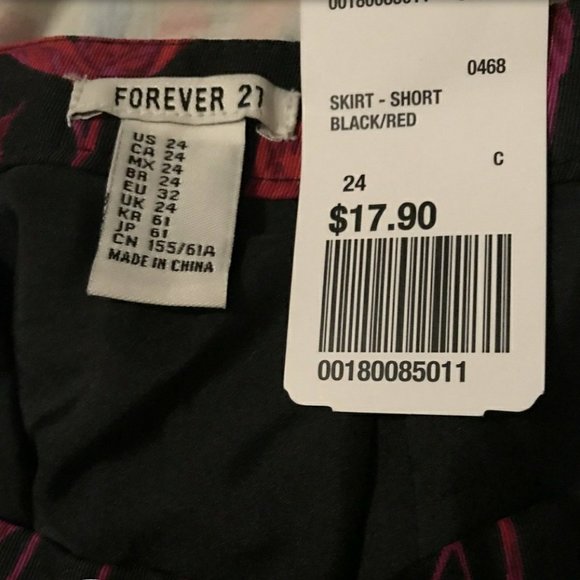 FOREVER 21
US 24
CA 24
MX 24
BR 24
EU 32
UK 24
KR 61
JP 61
CN 155/61A
MADE IN CHINA
00180085011
0468
SKIRT - SHORT
BLACK/RED
C
24
$17.90
00180085011